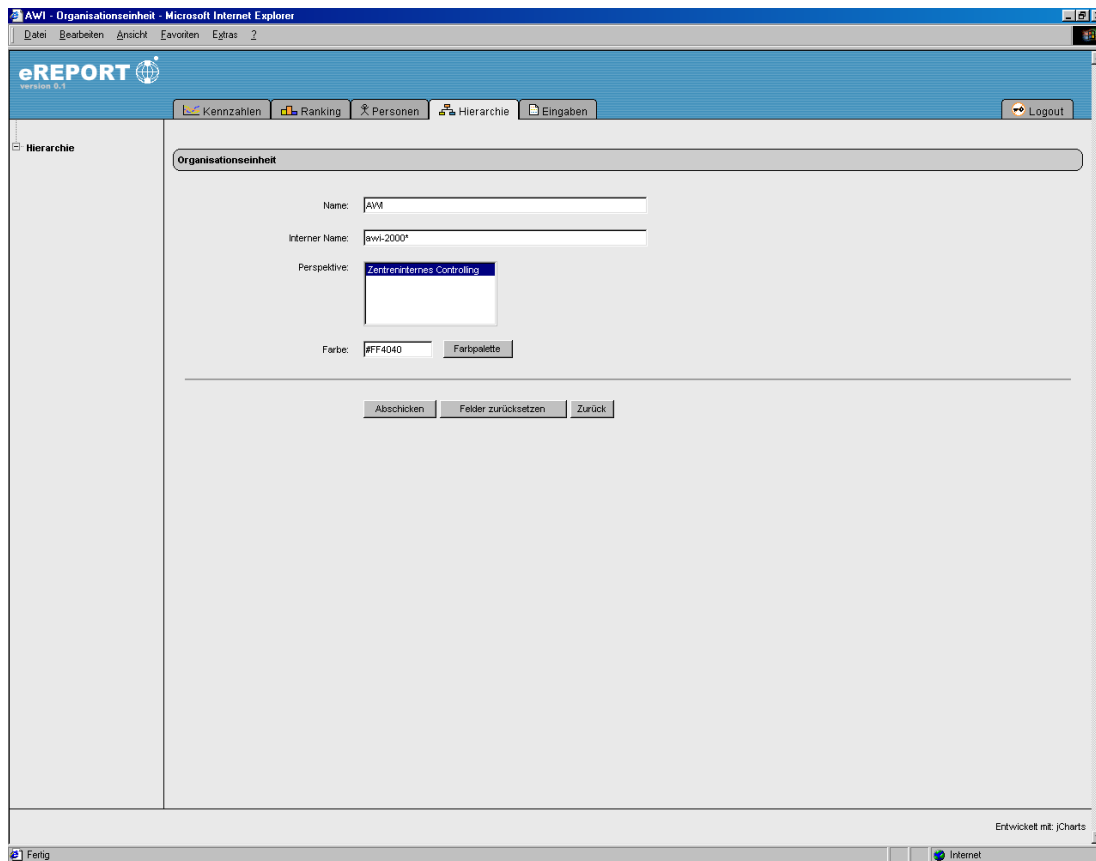 AWI - Organisationseinheit - Microsoft Internet Explorer
Datei Bearbeiten Ansicht Favoriten Extras ?
eREPORT
version 0.1
Kennzahlen Ranking Personen Hierarchie Eingaben Logout
Hierarchie
Organisationseinheit
Name: AWI
Interner Name: awi-2000*
Perspektive: Zentreninternes Controling
Farbe: #FF4040 Farbpalette
Abschicken Felder zurücksetzen Zurück
Entwickelt mit: jCharts
Fertig Internet